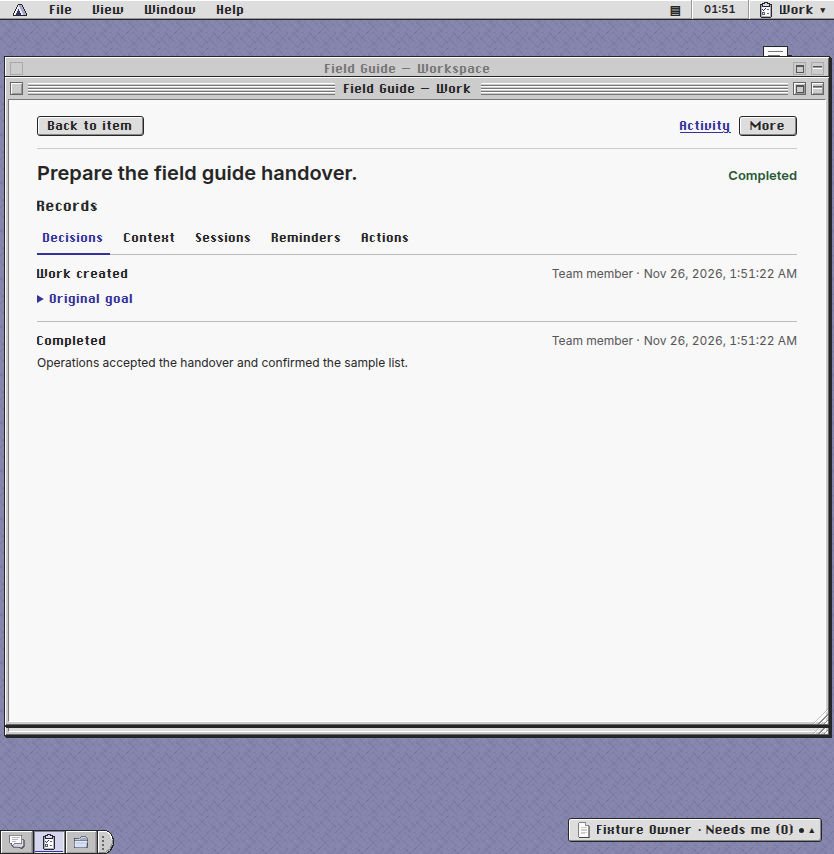 File View Window Help
01:51 Work
Field Guide — Workspace
Field Guide — Work
Back to item
Activity More
Prepare the field guide handover.
Completed
Records
Decisions Context Sessions Reminders Actions
Work created
Team member · Nov 26, 2026, 1:51:22 AM
Original goal
Completed
Team member · Nov 26, 2026, 1:51:22 AM
Operations accepted the handover and confirmed the sample list.
Fixture Owner · Needs me (0)